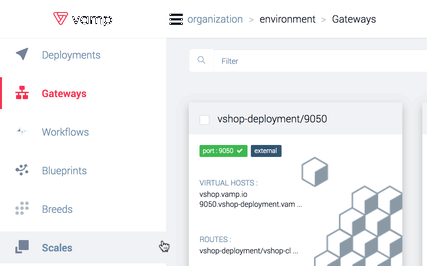 vamp
organization > environment > Gateways
Deployments
Gateways
Workflows
Blueprints
Breeds
Scales
Filter
vshop-deployment/9050
port : 9050 external
VIRTUAL HOSTS :
vshop.vamp.io
9050.vshop-deployment.vam ...
ROUTES :
vshop-deployment/vshop-cl ...